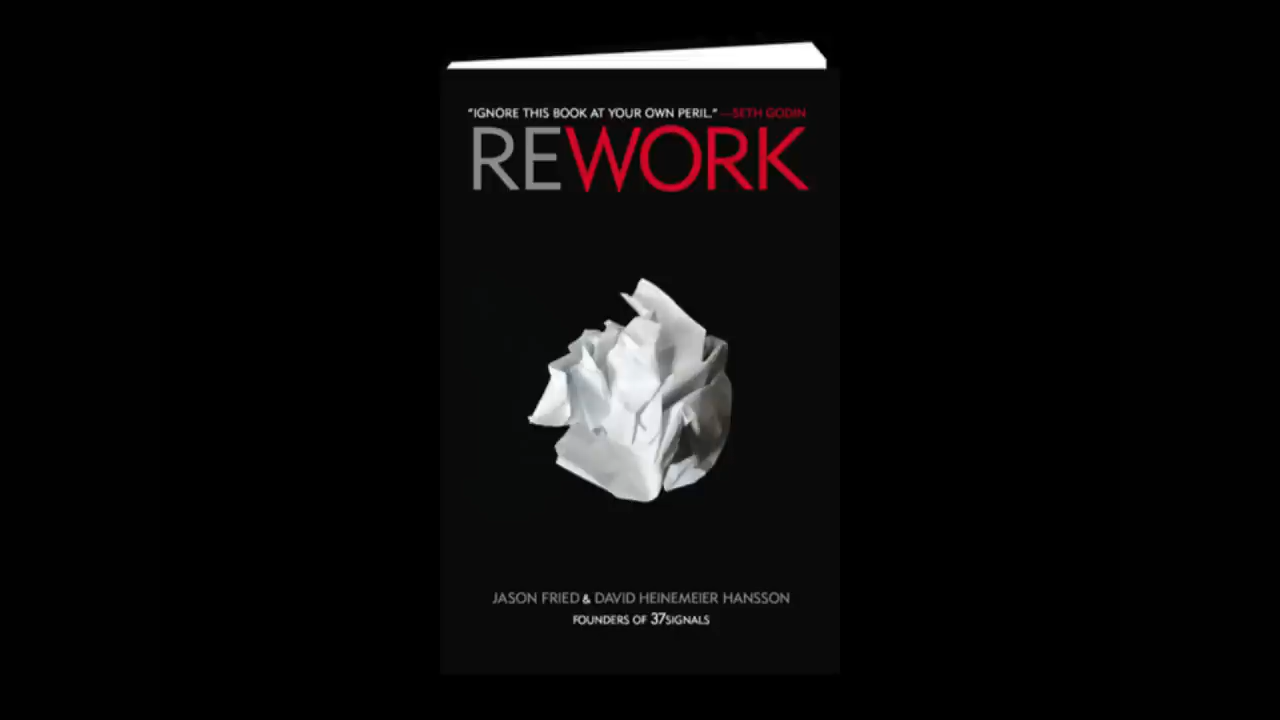 "IGNORE THIS BOOK AT YOUR OWN PERIL." —SETH GODIN
REWORK
JASON FRIED & DAVID HEINEMEIER HANSSON
FOUNDERS OF 37SIGNALS